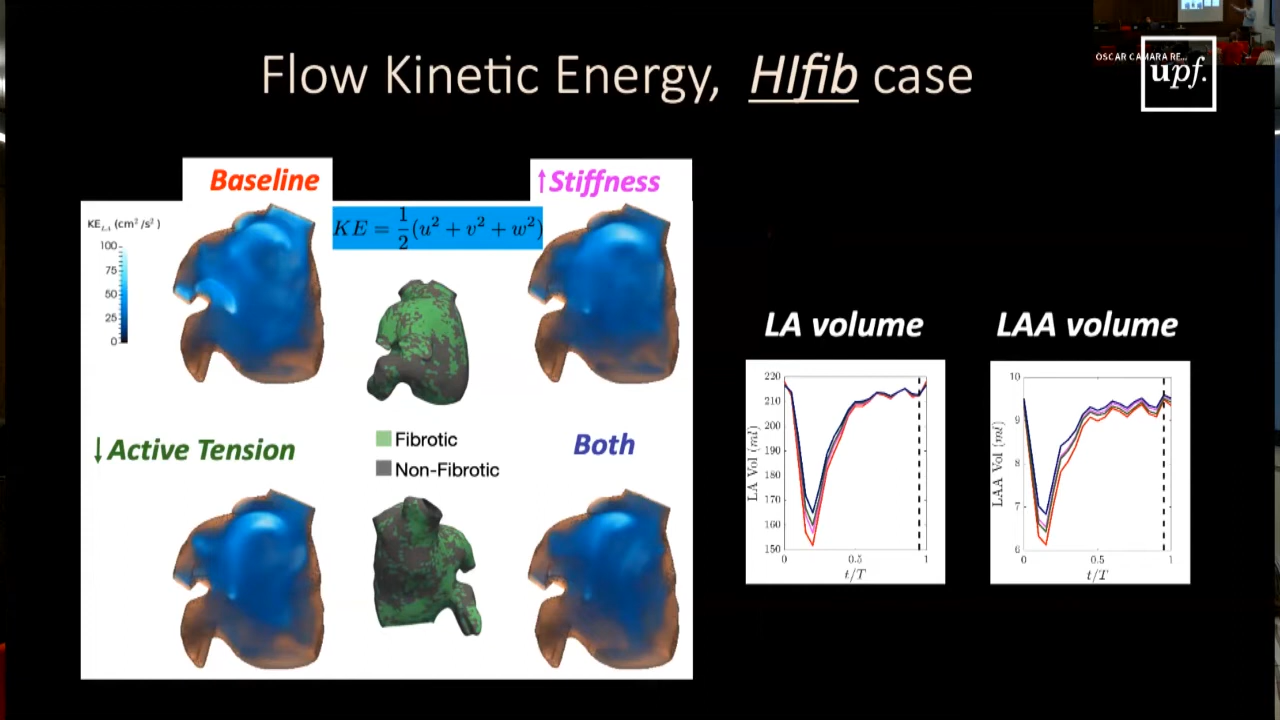 Flow Kinetic Energy, HIfib case
OSCAR CAMARA RE...
upf.
Baseline
↑Stiffness
KE_LA (cm²/s²)
100
75
50
25
0
KE = 1/2(u² + v² + w²)
↓Active Tension
Fibrotic
Non-Fibrotic
Both
LA volume
LAA volume
220
210
200
190
180
170
160
150
LA Vol (ml)
0
0.5
1
t/T
10
9
8
7
6
LAA Vol (ml)
0
0.5
1
t/T